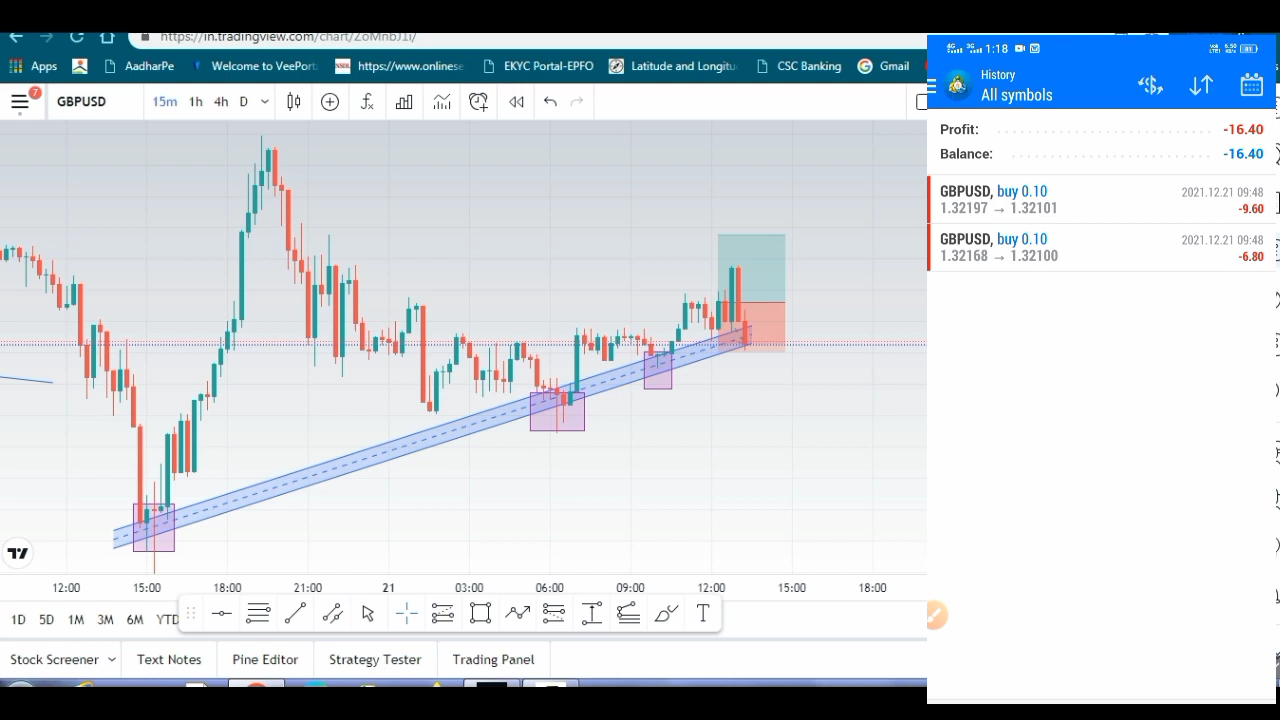 https://in.tradingview.com/chart/ZoMnbJ1i/
Apps AadharPe Welcome to VeePort https://www.onlinese EKYC Portal-EPFO Latitude and Longitu CSC Banking Gmail
7 GBPUSD 15m 1h 4h D
12:00 15:00 18:00 21:00 21 03:00 06:00 09:00 12:00 15:00 18:00
1D 5D 1M 3M 6M YTD T
Stock Screener Text Notes Pine Editor Strategy Tester Trading Panel
4G 3G 1:18
History
All symbols
Profit: -16.40
Balance: -16.40
GBPUSD, buy 0.10 2021.12.21 09:48
1.32197 → 1.32101 -9.60
GBPUSD, buy 0.10 2021.12.21 09:48
1.32168 → 1.32100 -6.80